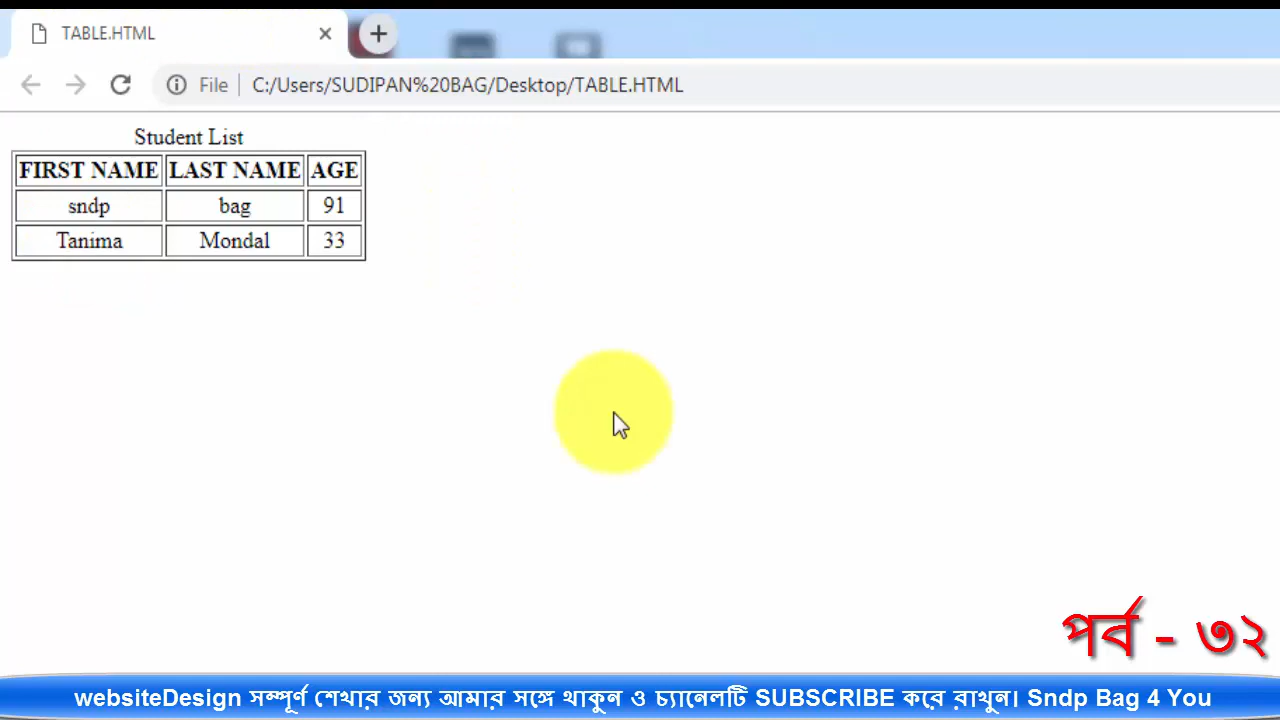 TABLE.HTML
File C:/Users/SUDIPAN%20BAG/Desktop/TABLE.HTML
Student List
FIRST NAME LAST NAME AGE
sndp bag 91
Tanima Mondal 33
পর্ব - ৩২
websiteDesign সম্পূর্ণ শেখার জন্য আমার সঙ্গে থাকুন ও চ্যানেলটি SUBSCRIBE করে রাখুন। Sndp Bag 4 You